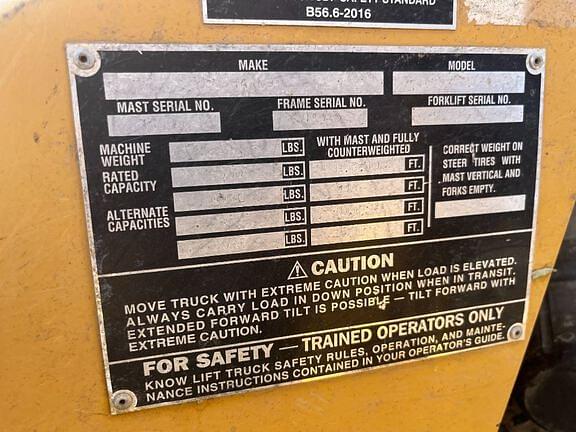 B56.6-2016
MAKE MODEL
MAST SERIAL NO. FRAME SERIAL NO. FORKLIFT SERIAL NO.
MACHINE WEIGHT LBS.
WITH MAST AND FULLY COUNTERWEIGHTED
RATED CAPACITY LBS. FT.
LBS. FT.
ALTERNATE CAPACITIES LBS. FT.
LBS. FT.
CORRECT WEIGHT ON
STEER TIRES WITH
MAST VERTICAL AND
FORKS EMPTY.
CAUTION
MOVE TRUCK WITH EXTREME CAUTION WHEN LOAD IS ELEVATED.
ALWAYS CARRY LOAD IN DOWN POSITION WHEN IN TRANSIT.
EXTENDED FORWARD TILT IS POSSIBLE — TILT FORWARD WITH
EXTREME CAUTION.
FOR SAFETY — TRAINED OPERATORS ONLY
KNOW LIFT TRUCK SAFETY RULES, OPERATION, AND MAINTE-
NANCE INSTRUCTIONS CONTAINED IN YOUR OPERATOR'S GUIDE.